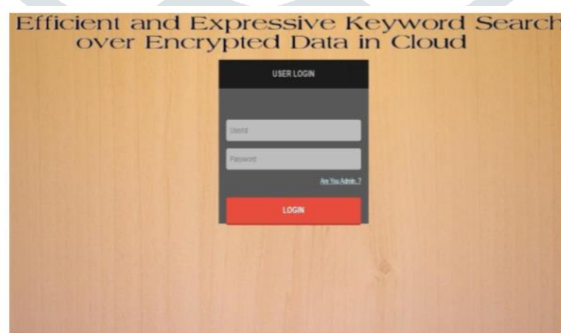 Efficient and Expressive Keyword Search
over Encrypted Data in Cloud
USER LOGIN
UserId
Password
Are You Admin..?
LOGIN